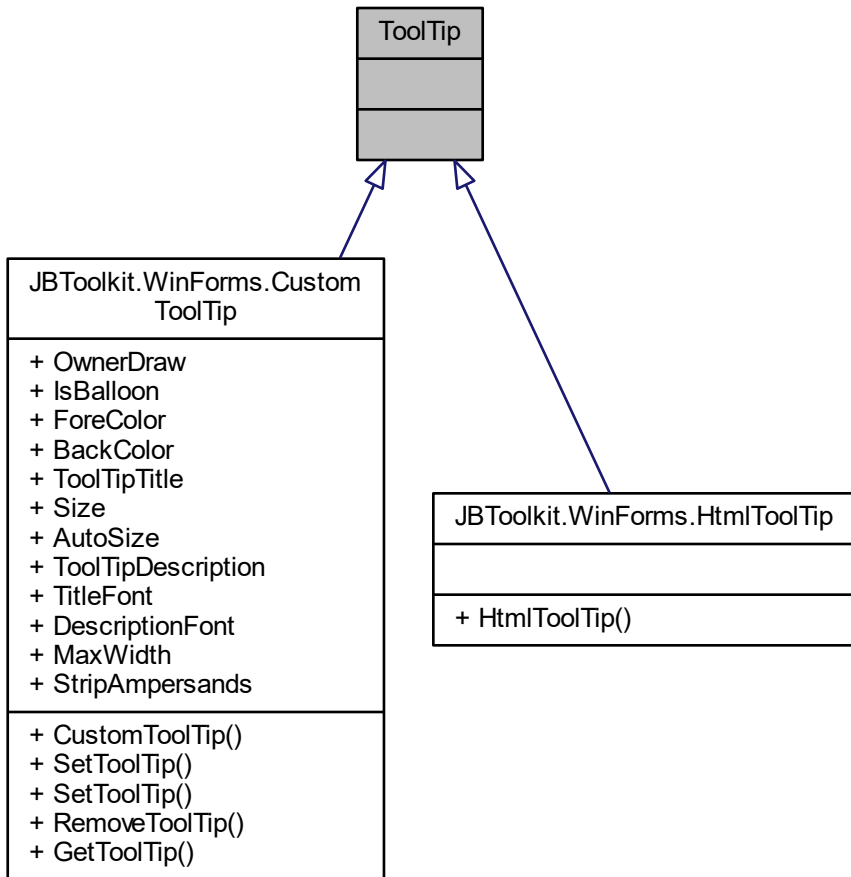 ToolTip
JBToolkit.WinForms.Custom
ToolTip
+ OwnerDraw
+ IsBalloon
+ ForeColor
+ BackColor
+ ToolTipTitle
+ Size
+ AutoSize
+ ToolTipDescription
+ TitleFont
+ DescriptionFont
+ MaxWidth
+ StripAmpersands
+ CustomToolTip()
+ SetToolTip()
+ SetToolTip()
+ RemoveToolTip()
+ GetToolTip()
JBToolkit.WinForms.HtmlToolTip
+ HtmlToolTip()